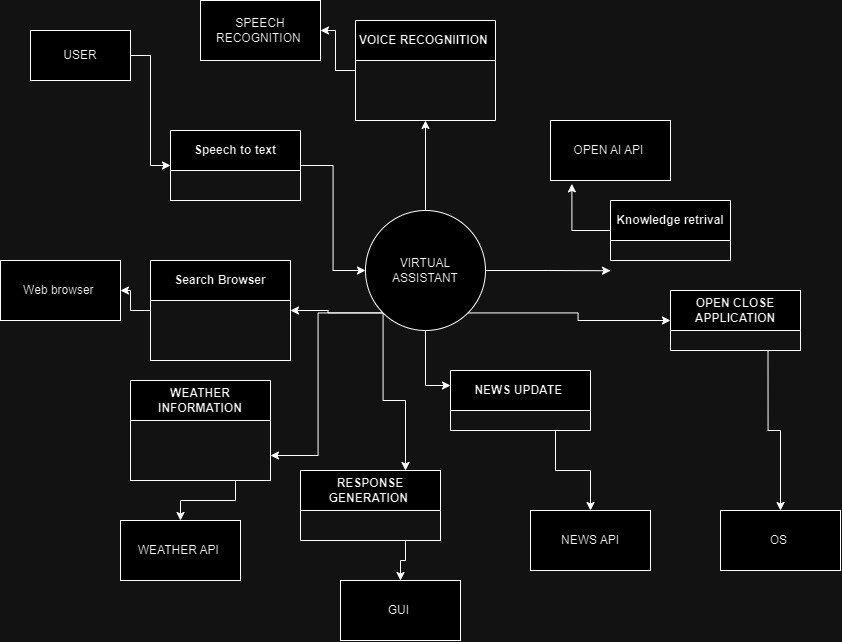 SPEECH
RECOGNITION
USER
VOICE RECOGNIITION
Speech to text
OPEN AI API
Knowledge retrival
VIRTUAL
ASSISTANT
Web browser
Search Browser
OPEN CLOSE
APPLICATION
WEATHER
INFORMATION
NEWS UPDATE
RESPONSE
GENERATION
WEATHER API
NEWS API
OS
GUI